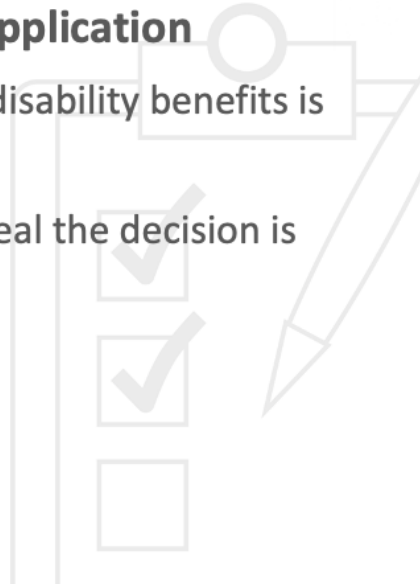 pplication
disability benefits is
eal the decision is